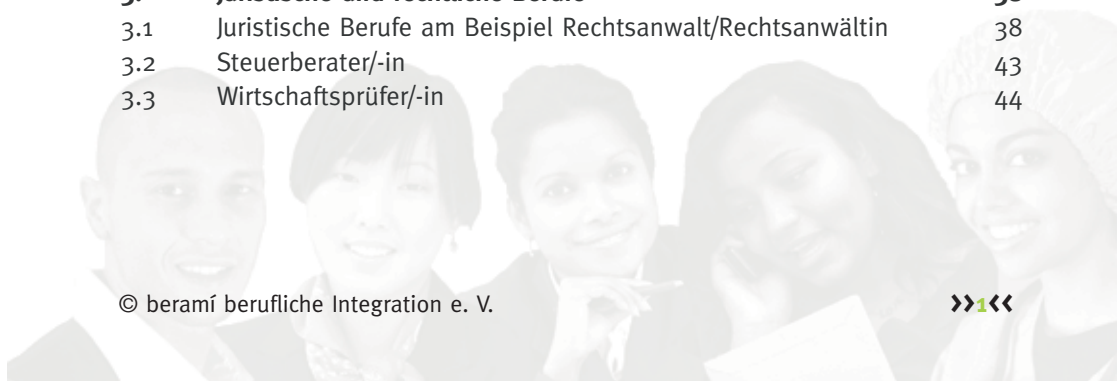 3.1 Juristische Berufe am Beispiel Rechtsanwalt/Rechtsanwältin 38
3.2 Steuerberater/-in 43
3.3 Wirtschaftsprüfer/-in 44
© beramí berufliche Integration e. V. >>1<<